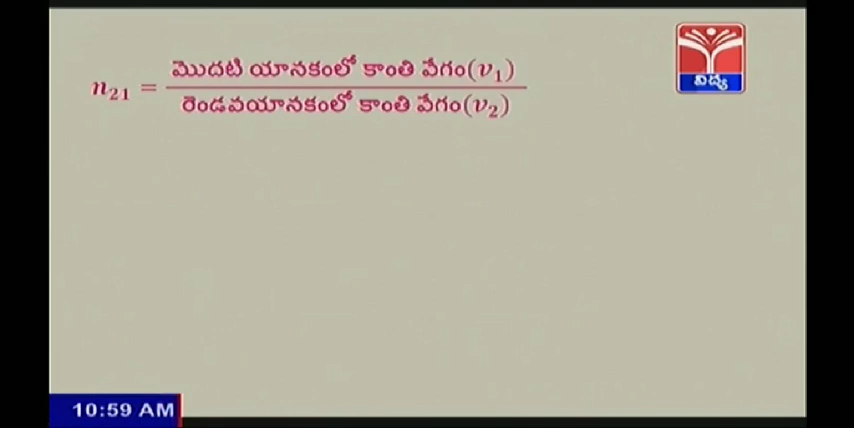 n₂₁ = మొదటి యానకంలో కాంతి వేగం(v₁) / రెండవయానకంలో కాంతి వేగం(v₂)
విద్య
10:59 AM